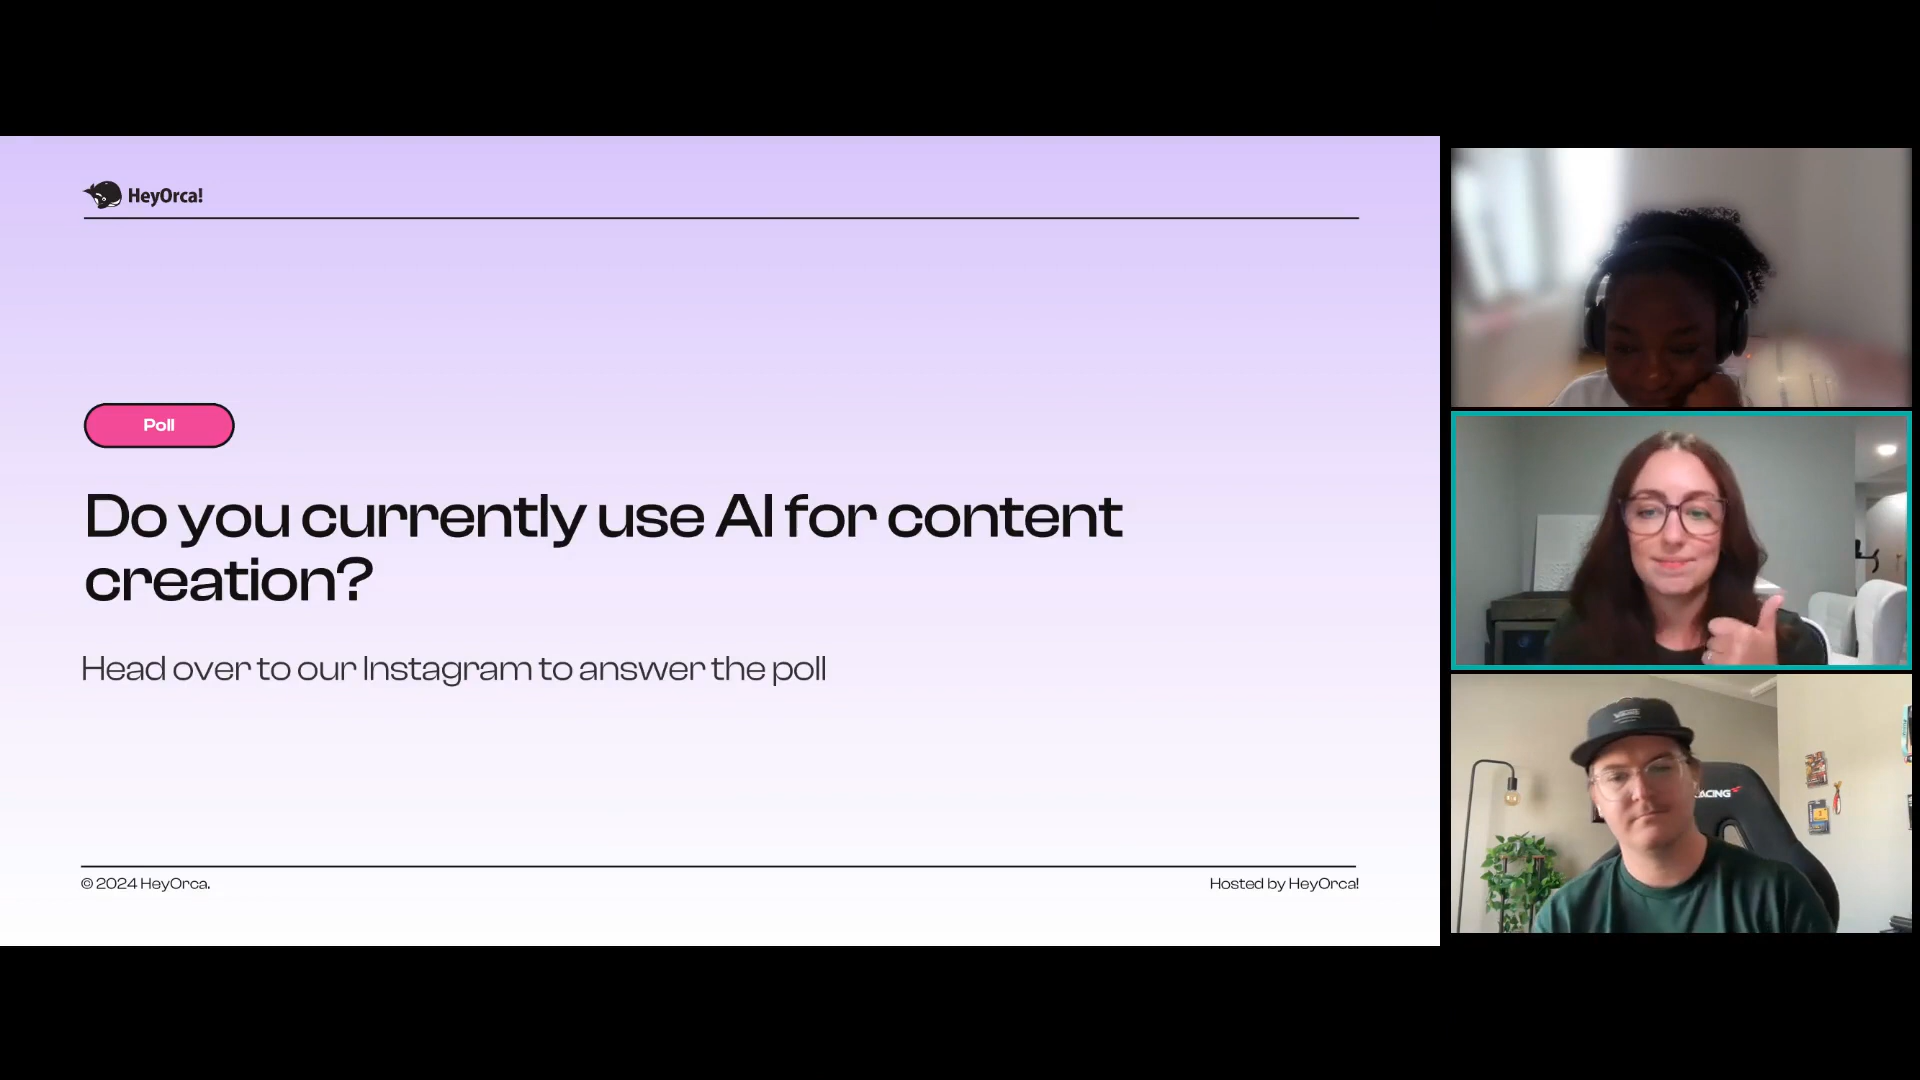 HeyOrca!
Poll
Do you currently use AI for content
creation?
Head over to our Instagram to answer the poll
© 2024 HeyOrca.
Hosted by HeyOrca!